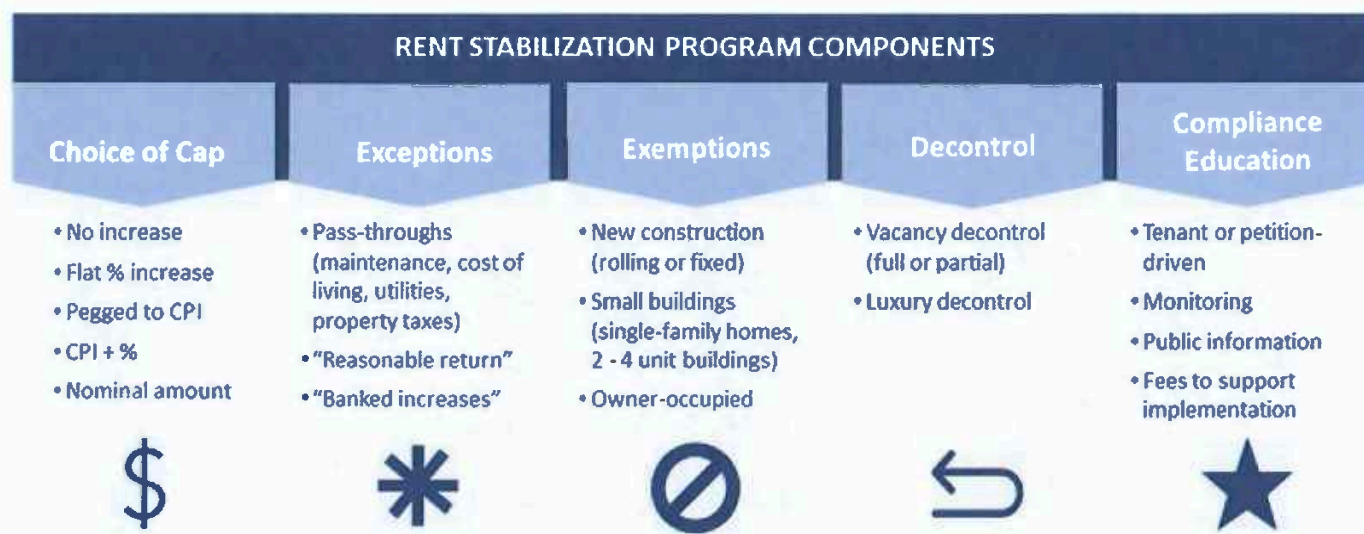 RENT STABILIZATION PROGRAM COMPONENTS
Choice of Cap
• No increase
• Flat % increase
• Pegged to CPI
• CPI + %
• Nominal amount
$
Exceptions
• Pass-throughs
(maintenance, cost of
living, utilities,
property taxes)
• "Reasonable return"
• "Banked increases"
Exemptions
• New construction
(rolling or fixed)
• Small buildings
(single-family homes,
2 - 4 unit buildings)
• Owner-occupied
Decontrol
• Vacancy decontrol
(full or partial)
• Luxury decontrol
Compliance
Education
• Tenant or petition-
driven
• Monitoring
• Public information
• Fees to support
implementation